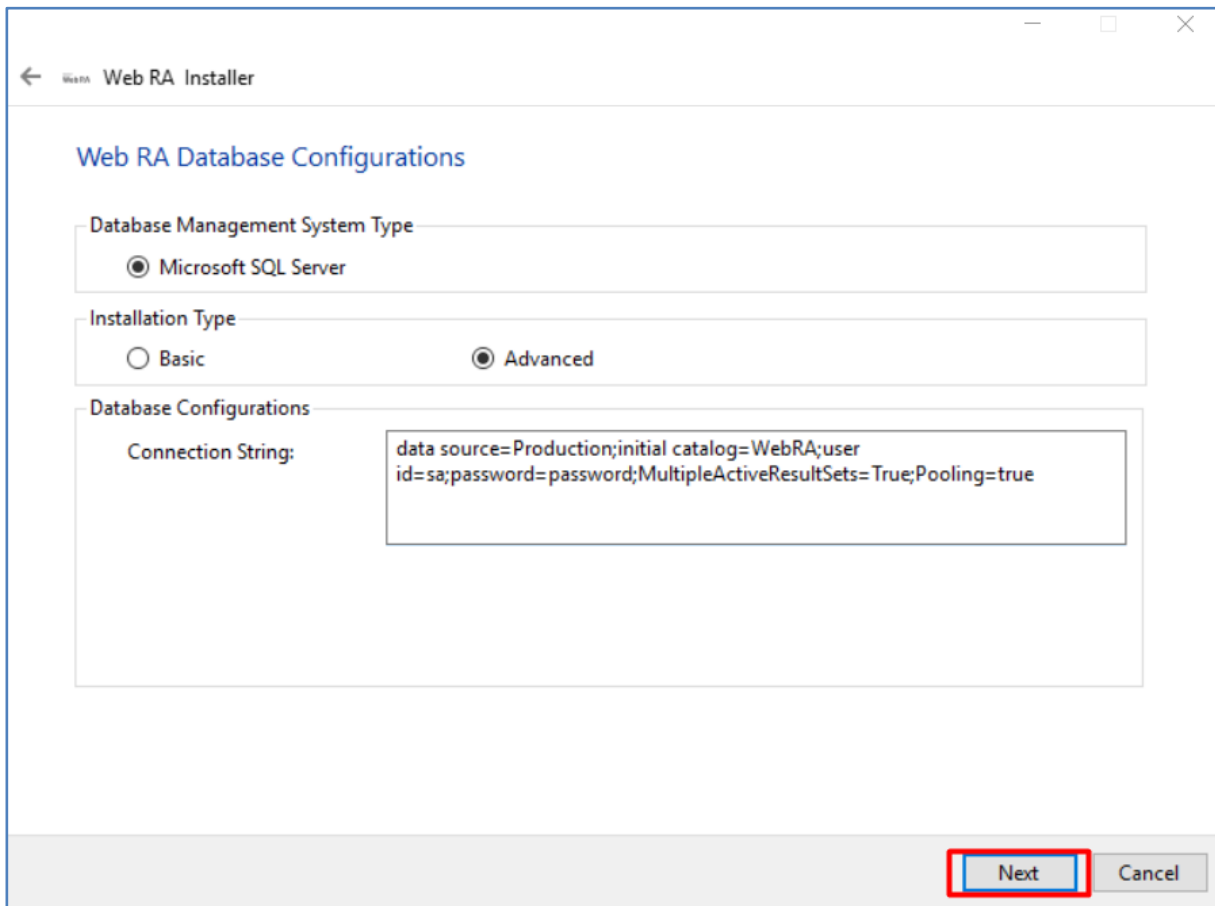 Web RA Installer
Web RA Database Configurations
Database Management System Type
Microsoft SQL Server
Installation Type
Basic
Advanced
Database Configurations
Connection String:
data source=Production;initial catalog=WebRA;user
id=sa;password=password;MultipleActiveResultSets=True;Pooling=true
Next
Cancel